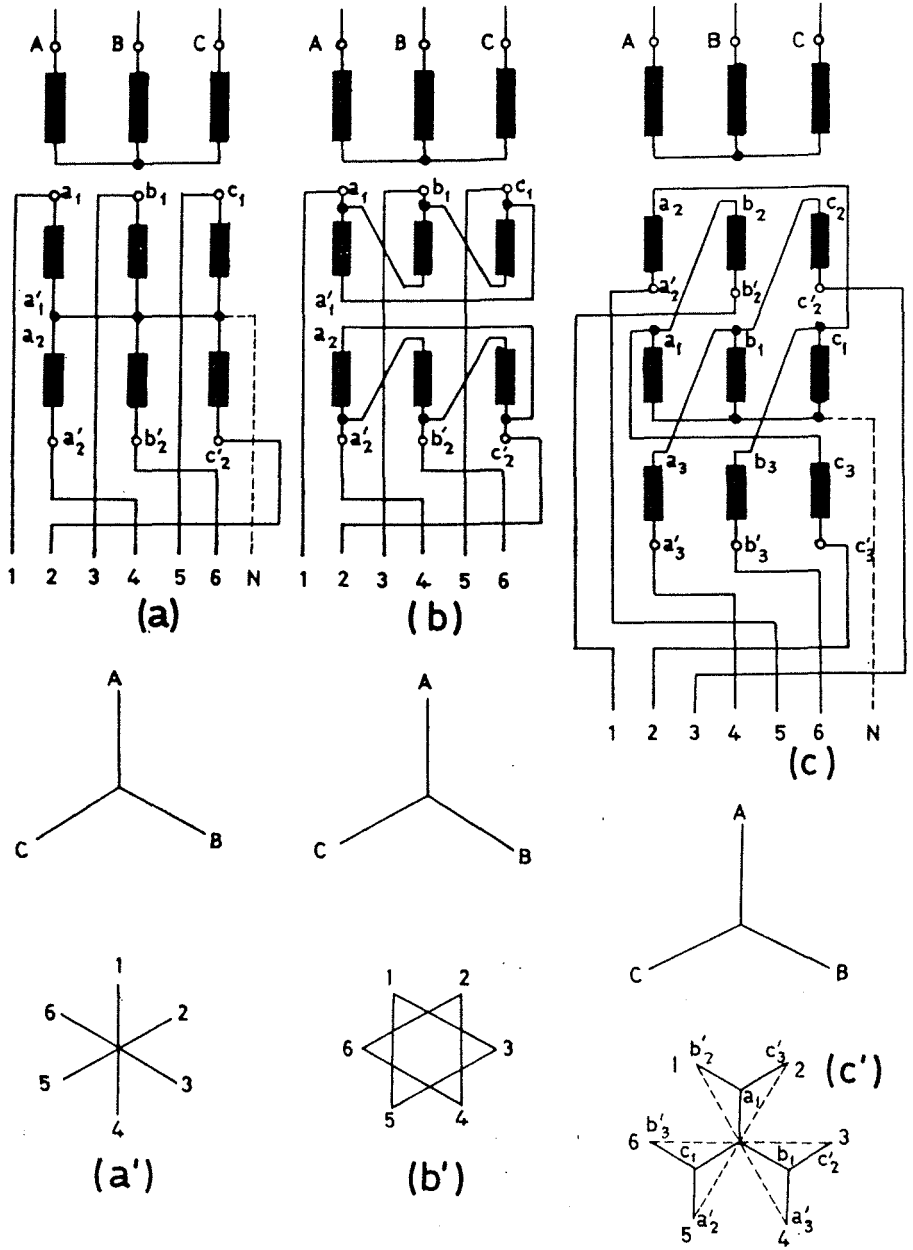 A B C A B C A B C
a₁ b₁ c₁ a₁ b₁ c₁
a₂ b₂ c₂
a'₁ a'₁ a'₂ b'₂ c'₂
a₂ a₂ a₁ b₁ c₁
a'₂ b'₂ c'₂ a'₂ b'₂ c'₂
a₃ b₃ c₃
a'₃ b'₃ c'₃
1 2 3 4 5 6 N 1 2 3 4 5 6
(a) (b)
1 2 3 4 5 6 N
(c)
A A
C B C B
A
C B
1 2 3 4 5 6
1 2 3 4 5 6
(a') (b')
(c')
1 b'₂ c'₃ 2
a₁
6 b'₃ c₁ b₁ c'₂ 3
5 a'₂ a'₃ 4